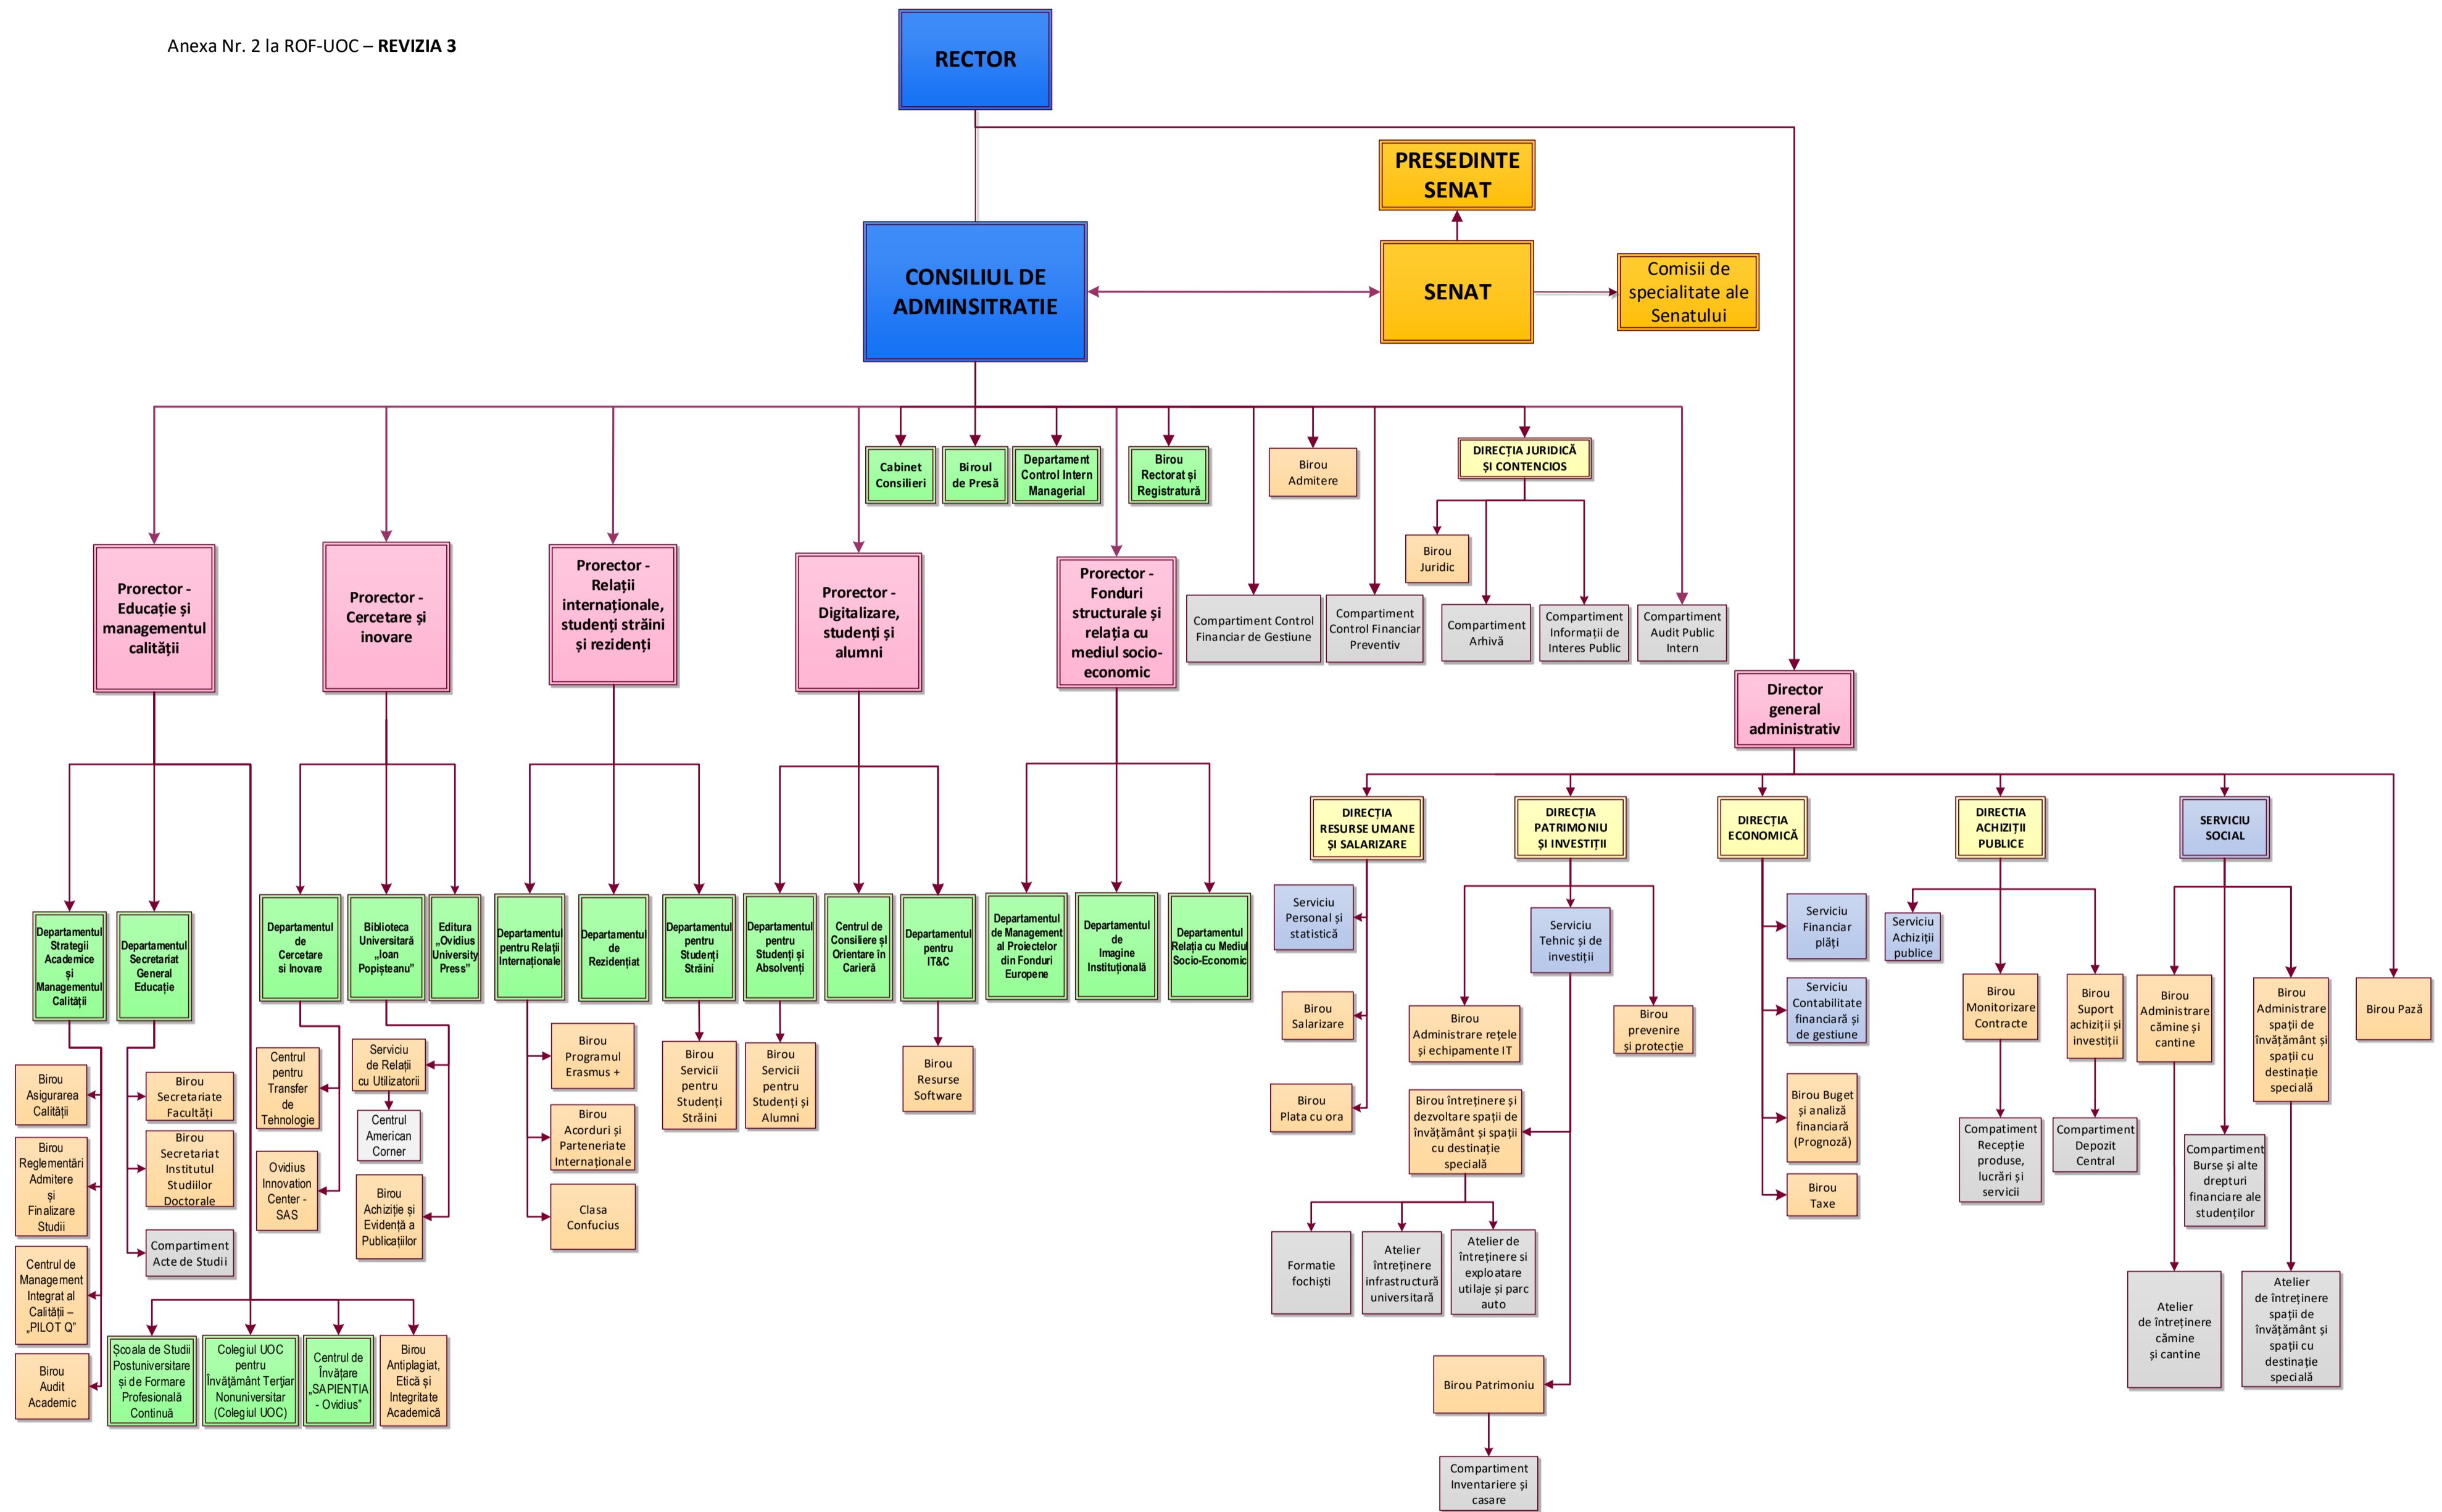 Anexa Nr. 2 la ROF-UOC – REVIZIA 3
RECTOR
PRESEDINTE
SENAT
CONSILIUL DE
ADMINSITRATIE
SENAT
Comisii de
specialitate ale
Senatului
Cabinet
Consilieri
Biroul
de Presă
Departament
Control Intern
Managerial
Birou
Rectorat și
Registratură
Birou
Admitere
DIRECȚIA JURIDICĂ
ȘI CONTENCIOS
Birou
Juridic
Compartiment Control
Financiar de Gestiune
Compartiment
Control Financiar
Preventiv
Compartiment
Arhivă
Compartiment
Informații de
Interes Public
Compartiment
Audit Public
Intern
Prorector -
Educație și
managementul
calității
Prorector -
Cercetare și
inovare
Prorector -
Relații
internaționale,
studenți străini
și rezidenți
Prorector -
Digitalizare,
studenți și
alumni
Prorector -
Fonduri
structurale și
relația cu
mediul socio-
economic
Director
general
administrativ
DIRECȚIA
RESURSE UMANE
ȘI SALARIZARE
DIRECȚIA
PATRIMONIU
ȘI INVESTIȚII
DIRECȚIA
ECONOMICĂ
DIRECTIA
ACHIZIȚII
PUBLICE
SERVICIU
SOCIAL
Departamentul
Strategii
Academice
și
Managementul
Calității
Departamentul
Secretariat
General
Educație
Departamentul
de
Cercetare
si Inovare
Biblioteca
Universitară
„Ioan
Popișteanu”
Editura
„Ovidius
University
Press”
Departamentul
pentru Relații
Internaționale
Departamentul
de
Rezidențiat
Departamentul
pentru
Studenți
Străini
Departamentul
pentru
Studenți și
Absolvenți
Centrul de
Consiliere șI
Orientare în
Carieră
Departamentul
pentru
IT&C
Departamentul
de Management
al Proiectelor
din Fonduri
Europene
Departamentul
de
Imagine
Instituțională
Departamentul
Relația cu Mediul
Socio-Economic
Serviciu
Personal și
statistică
Serviciu
Tehnic și de
investiții
Serviciu
Financiar
plăți
Serviciu
Achiziții
publice
Birou
Salarizare
Birou
Administrare rețele
și echipamente IT
Birou
prevenire
și protecție
Serviciu
Contabilitate
financiară și
de gestiune
Birou
Monitorizare
Contracte
Birou
Suport
achiziții și
investiții
Birou
Administrare
cămine și
cantine
Birou
Administrare
spații de
învățământ și
spații cu
destinație
specială
Birou Pază
Birou
Asigurarea
Calității
Birou
Secretariate
Facultăți
Centrul
pentru
Transfer
de
Tehnologie
Serviciu
de Relații
cu Utilizatorii
Centrul
American
Corner
Birou
Programul
Erasmus +
Birou
Servicii
pentru
Studenți
Străini
Birou
Servicii
pentru
Studenți și
Alumni
Birou
Resurse
Software
Birou
Plata cu ora
Birou întreținere și
dezvoltare spații de
învățământ și spații
cu destinație
specială
Birou Buget
și analiză
financiară
(Prognoză)
Compatiment
Recepție
produse,
lucrări și
servicii
Compartiment
Depozit
Central
Compartiment
Burse și alte
drepturi
financiare ale
studenților
Birou
Reglementări
Admitere
și
Finalizare
Studii
Birou
Secretariat
Institutul
Studiilor
Doctorale
Ovidius
Innovation
Center -
SAS
Birou
Achiziție și
Evidență a
Publicațiilor
Birou
Acorduri și
Parteneriate
Internaționale
Clasa
Confucius
Birou
Taxe
Compartiment
Acte de Studii
Centrul de
Management
Integrat al
Calității –
„PILOT Q”
Formatie
fochiști
Atelier
întreținere
infrastructură
universitară
Atelier de
întreținere si
exploatare
utilaje și parc
auto
Atelier
de întreținere
cămine
și cantine
Atelier
de întreținere
spații de
învățământ și
spații cu
destinație
specială
Birou
Audit
Academic
Școala de Studii
Postuniversitare
și de Formare
Profesională
Continuă
Colegiul UOC
pentru
Învăţământ Terţiar
Nonuniversitar
(Colegiul UOC)
Centrul de
Învățare
„SAPIENTIA
- Ovidius”
Birou
Antiplagiat,
Etică și
Integritate
Academică
Birou Patrimoniu
Compartiment
Inventariere și
casare